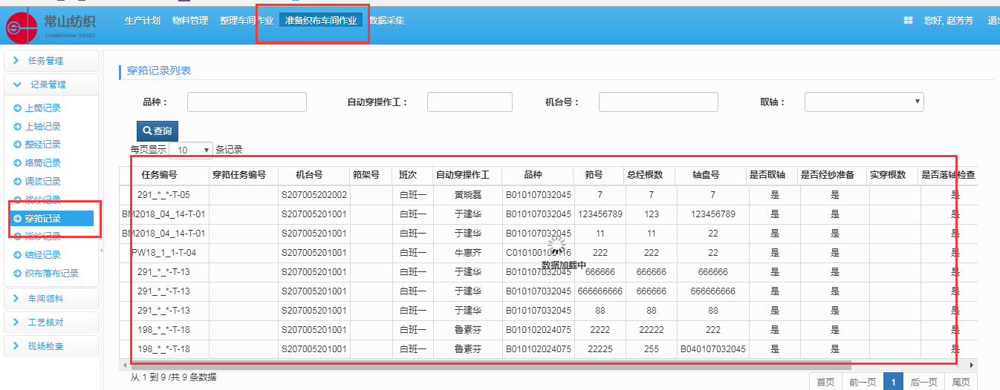 常山纺织
CHANGSHAN TEXTILE
生产计划 物料管理 整理车间作业 准备织布车间作业 数据采集 您好, 赵芳芳
任务管理
记录管理
上筒记录
上轴记录
整经记录
络筒记录
调浆记录
浆纱记录
穿筘记录
派纱记录
结经记录
织布落布记录
车间领料
工艺核对
现场检查
穿筘记录列表
品种： 自动穿操作工： 机台号： 取轴：
查询
每页显示 10 条记录
任务编号 穿筘任务编号 机台号 筘架号 班次 自动穿操作工 品种 筘号 总经根数 轴盘号 是否取轴 是否经纱准备 实穿根数 是否落轴检查
291_*_*-T-05 S207005202002 白班一 黄晓磊 B010107032045 7 7 7 是 是 是
BM2018_04_14-T-01 S207005201001 白班一 于建华 B010107032045 123456789 123 123456789 是 是 是
BM2018_04_14-T-01 S207005201001 白班一 于建华 B010107032045 11 11 22 是 是 是
PW18_1_1-T-04 S207005201001 白班一 牛惠齐 222 222 22 是 是 是
数据加载中
291_*_*-T-13 S207005201001 白班一 于建华 B010107032045 666666 666666 666666 是 是 是
291_*_*-T-13 S207005201001 白班一 于建华 B010107032045 666666666 666666 666666666 是 是 是
291_*_*-T-13 S207005201001 白班一 于建华 B010107032045 88 88 88 是 是 是
198_*_*-T-18 S207005201001 白班一 鲁素芬 B010102024075 2222 22222 222 是 是 是
198_*_*-T-18 S207005201001 白班一 鲁素芬 B010102024075 22225 255 B040107032045 是 是 是
从 1 到 9 /共 9 条数据
首页 前一页 1 后一页 尾页